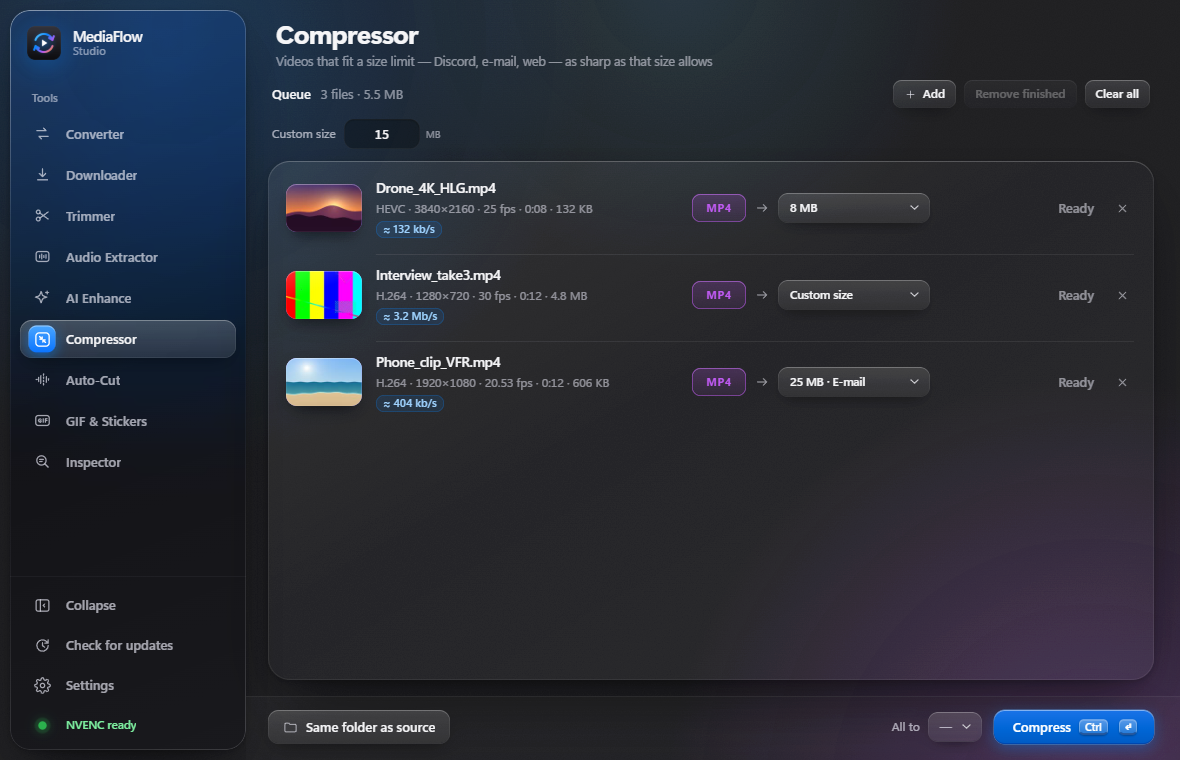 MediaFlow
Studio
Tools
Converter
Downloader
Trimmer
Audio Extractor
AI Enhance
Compressor
Auto-Cut
GIF & Stickers
Inspector
Collapse
Check for updates
Settings
NVENC ready
Compressor
Videos that fit a size limit — Discord, e-mail, web — as sharp as that size allows
Queue 3 files · 5.5 MB
+ Add Remove finished Clear all
Custom size 15 MB
Drone_4K_HLG.mp4
HEVC · 3840×2160 · 25 fps · 0:08 · 132 KB
≈ 132 kb/s
MP4 → 8 MB Ready ×
Interview_take3.mp4
H.264 · 1280×720 · 30 fps · 0:12 · 4.8 MB
≈ 3.2 Mb/s
MP4 → Custom size Ready ×
Phone_clip_VFR.mp4
H.264 · 1920×1080 · 20.53 fps · 0:12 · 606 KB
≈ 404 kb/s
MP4 → 25 MB · E-mail Ready ×
Same folder as source
All to —
Compress Ctrl ⏎